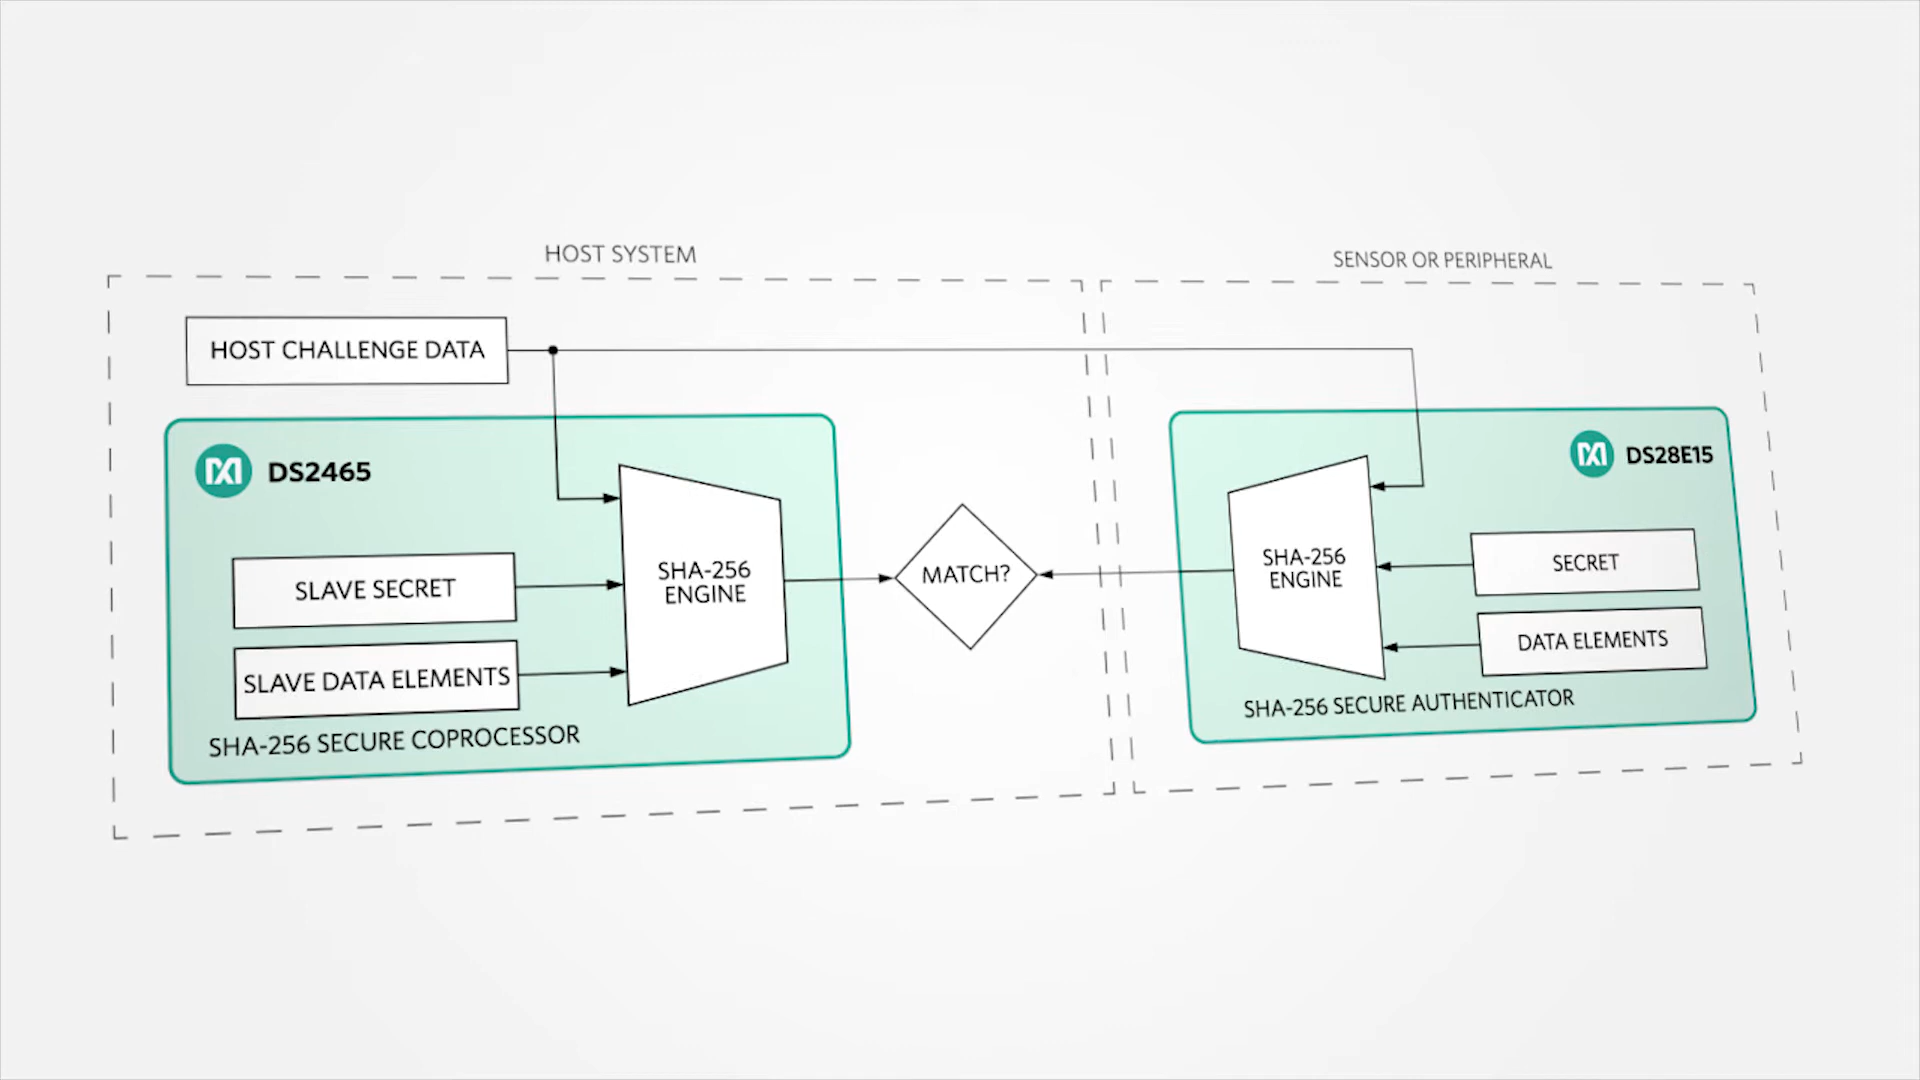 HOST SYSTEM
SENSOR OR PERIPHERAL
HOST CHALLENGE DATA
DS2465
SLAVE SECRET
SLAVE DATA ELEMENTS
SHA-256
ENGINE
SHA-256 SECURE COPROCESSOR
MATCH?
DS28E15
SHA-256
ENGINE
SECRET
DATA ELEMENTS
SHA-256 SECURE AUTHENTICATOR